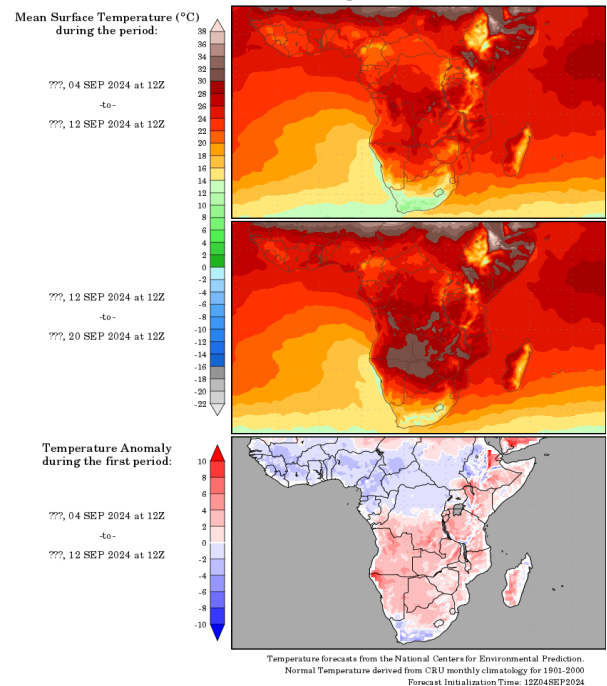 Mean Surface Temperature (°C)
during the period:
38
36
34
32
30
28
26
24
22
20
18
16
14
12
10
8
6
4
2
0
-2
-4
-6
-8
-10
-12
-14
-16
-18
-20
-22
???, 04 SEP 2024 at 12Z
-to-
???, 12 SEP 2024 at 12Z
???, 12 SEP 2024 at 12Z
-to-
???, 20 SEP 2024 at 12Z
Temperature Anomaly
during the first period:
10
8
6
4
2
0
-2
-4
-6
-8
-10
???, 04 SEP 2024 at 12Z
-to-
???, 12 SEP 2024 at 12Z
Temperature forecasts from the National Centers for Environmental Prediction.
Normal Temperature derived from CRU monthly climatology for 1901-2000
Forecast Initialization Time: 12Z04SEP2024